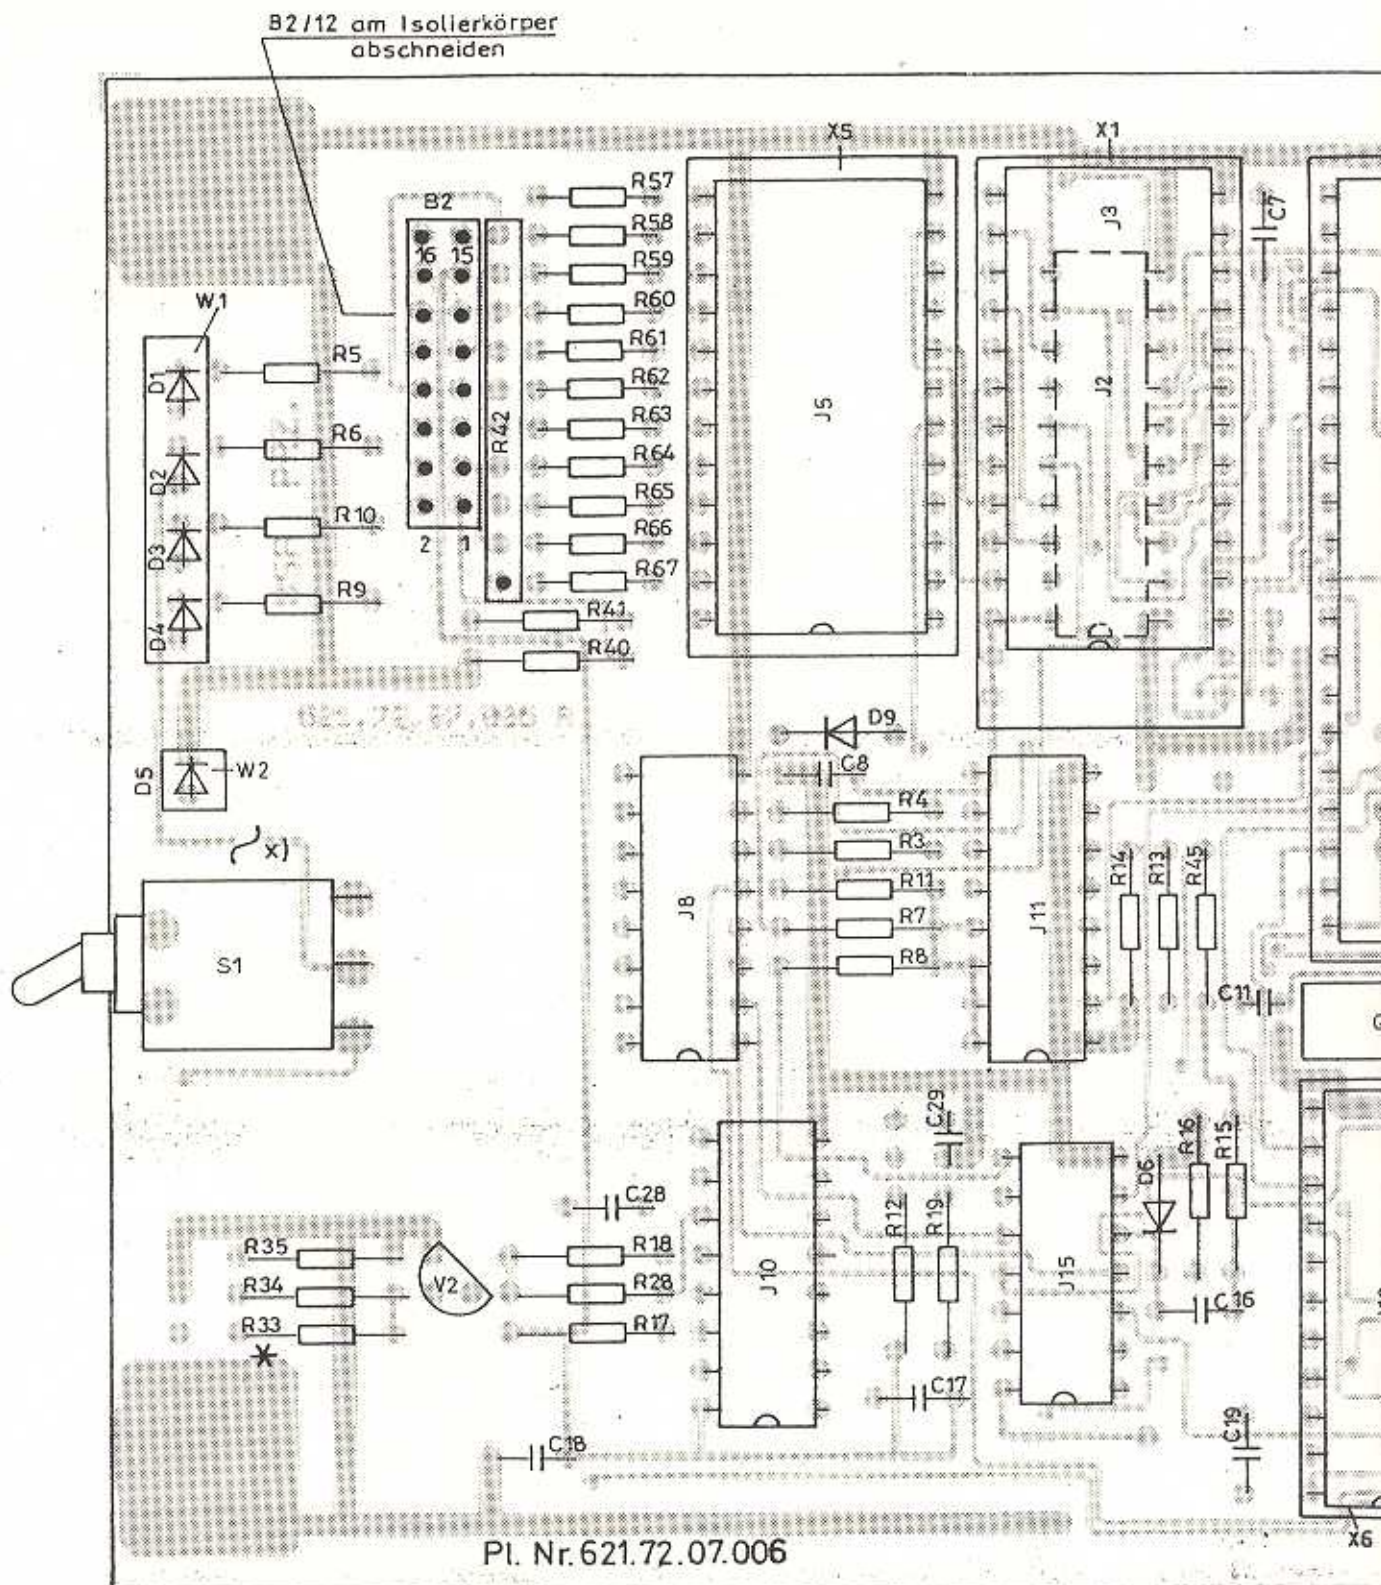 B2/12 am Isolierkörper
abschneiden
X5
X1
B2
R57
R58
R59
R60
R61
R62
R63
R64
R65
R66
R67
R41
R40
16 15
2 1
R42
W1
D1
D2
D3
D4
R5
R6
R10
R9
J5
J3
J2
C7
D5
W2
x)
S1
D9
C8
R4
R3
R11
R7
R8
J8
J11
R14
R13
R45
C11
C29
R12
R19
J10
J15
D6
R16
R15
C16
C17
C19
C28
R18
R28
R17
V2
R35
R34
R33
*
C18
X6
Pl. Nr. 621.72.07.006